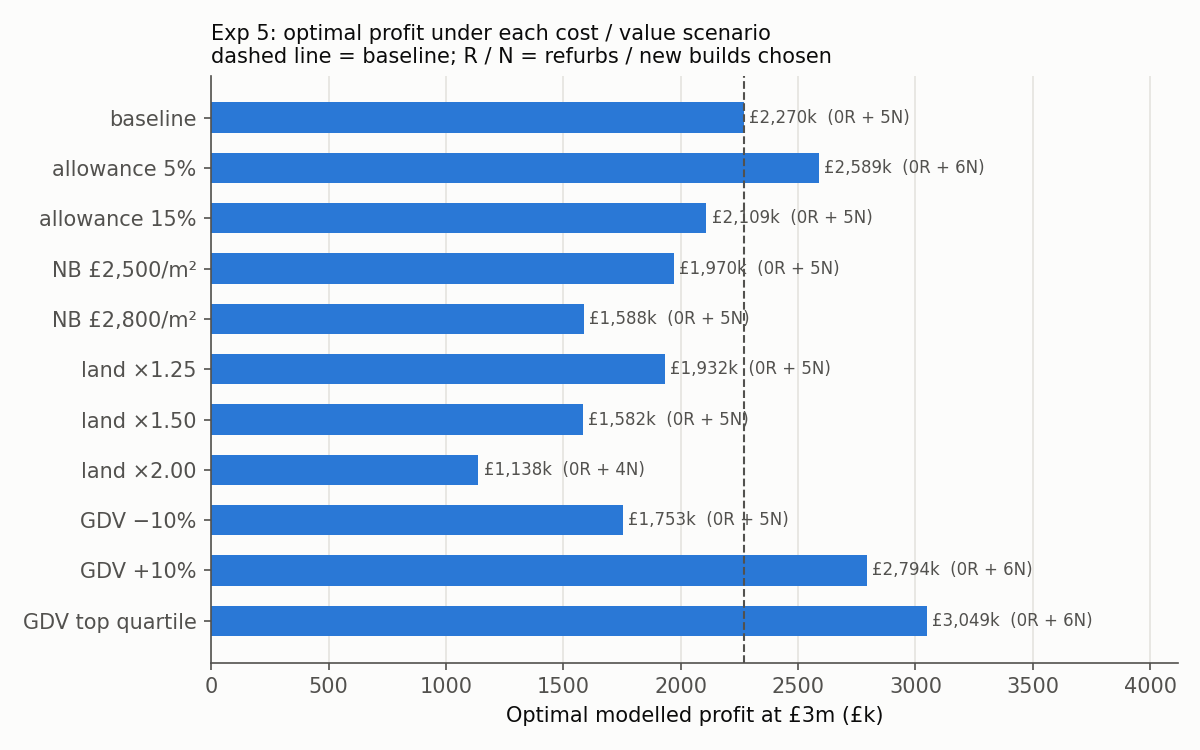 Exp 5: optimal profit under each cost / value scenario
dashed line = baseline; R / N = refurbs / new builds chosen
baseline £2,270k (0R + 5N)
allowance 5% £2,589k (0R + 6N)
allowance 15% £2,109k (0R + 5N)
NB £2,500/m² £1,970k (0R + 5N)
NB £2,800/m² £1,588k (0R + 5N)
land ×1.25 £1,932k (0R + 5N)
land ×1.50 £1,582k (0R + 5N)
land ×2.00 £1,138k (0R + 4N)
GDV −10% £1,753k (0R + 5N)
GDV +10% £2,794k (0R + 6N)
GDV top quartile £3,049k (0R + 6N)
0 500 1000 1500 2000 2500 3000 3500 4000
Optimal modelled profit at £3m (£k)